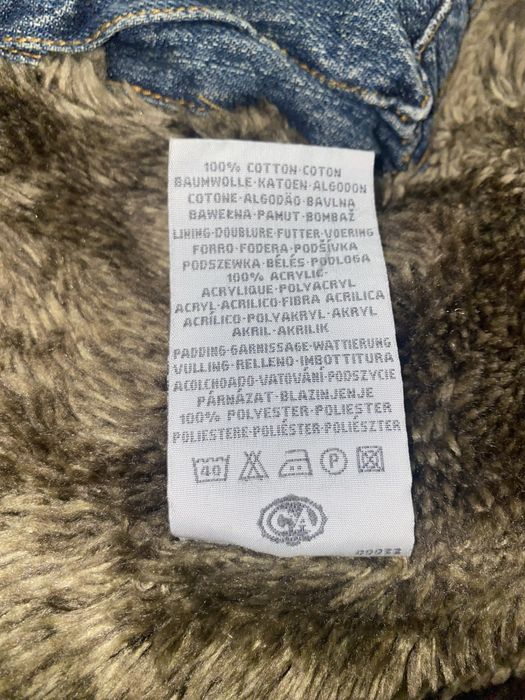 100% COTTON·COTON
BAUMWOLLE·KATOEN·ALGODON
COTONE·ALGODÃO·BAVLNA
BAWEŁNA·PAMUT·BOMBAŽ
LINING·DOUBLURE·FUTTER·VOERING
FORRO·FODERA·PODŠÍVKA
PODSZEWKA·BÉLÉS·PODLOGA
100% ACRYLIC·
ACRYLIQUE·POLYACRYL
ACRYL·ACRILICO·FIBRA ACRILICA
ACRÍLICO·POLYAKRYL·AKRYL
AKRIL·AKRILIK
PADDING·GARNISSAGE·WATTIERUNG
VULLING·RELLENO·IMBOTTITURA
ACOLCHOADO·VATOVÁNÍ·PODSZYCIE
PÁRNÁZAT·BLAZINJENJE
100% POLYESTER·POLIESTER
POLIESTERE·POLIÉSTER·POLIÉSZTER
40 P
CA